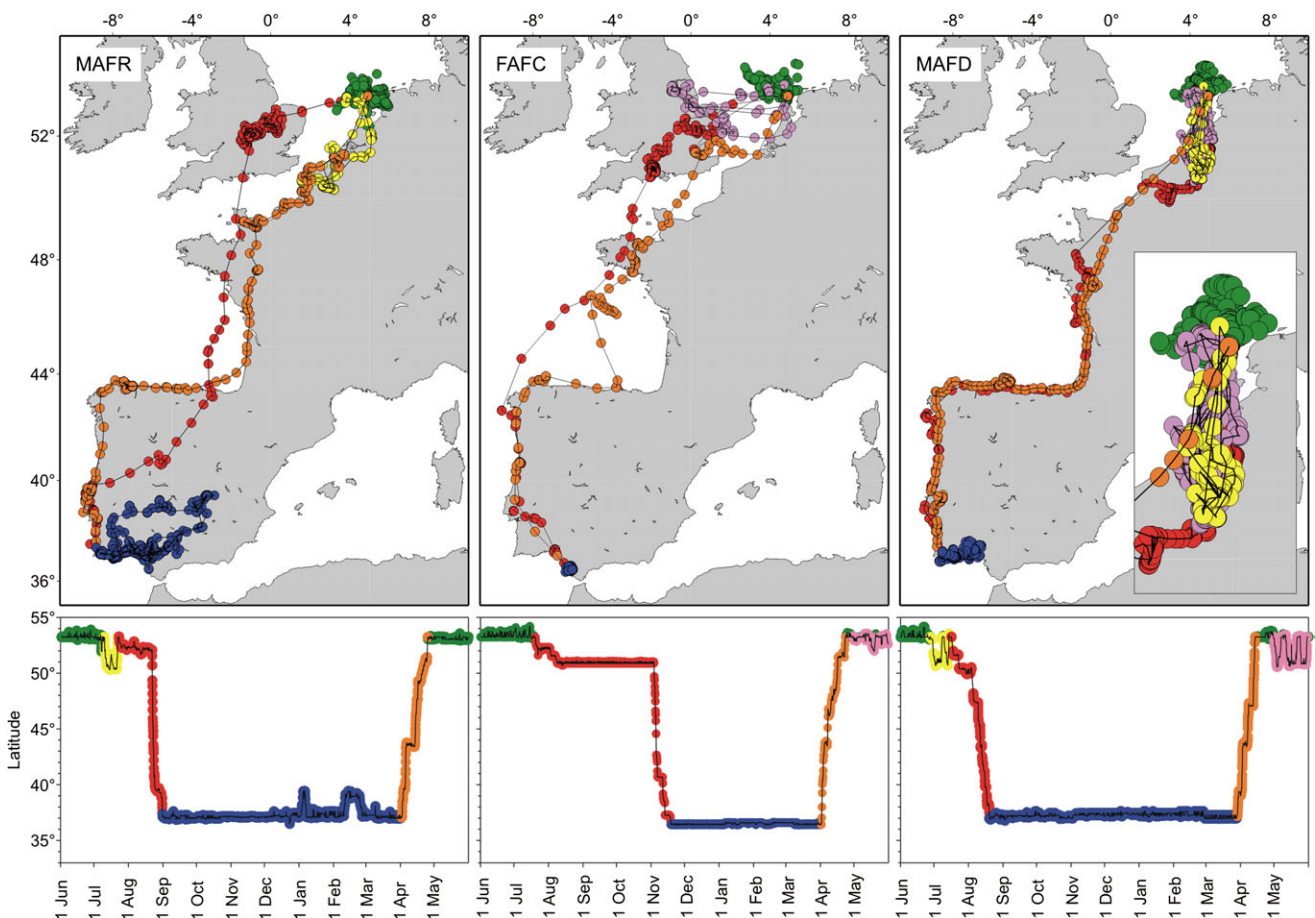 -8° -4° 0° 4° 8° -8° -4° 0° 4° 8° -8° -4° 0° 4° 8°
MAFR FAFC MAFD
52°
48°
44°
40°
36°
55°
50°
45°
40°
35°
Latitude
1 Jun 1 Jul 1 Aug 1 Sep 1 Oct 1 Nov 1 Dec 1 Jan 1 Feb 1 Mar 1 Apr 1 May 1 Jun 1 Jul 1 Aug 1 Sep 1 Oct 1 Nov 1 Dec 1 Jan 1 Feb 1 Mar 1 Apr 1 May 1 Jun 1 Jul 1 Aug 1 Sep 1 Oct 1 Nov 1 Dec 1 Jan 1 Feb 1 Mar 1 Apr 1 May